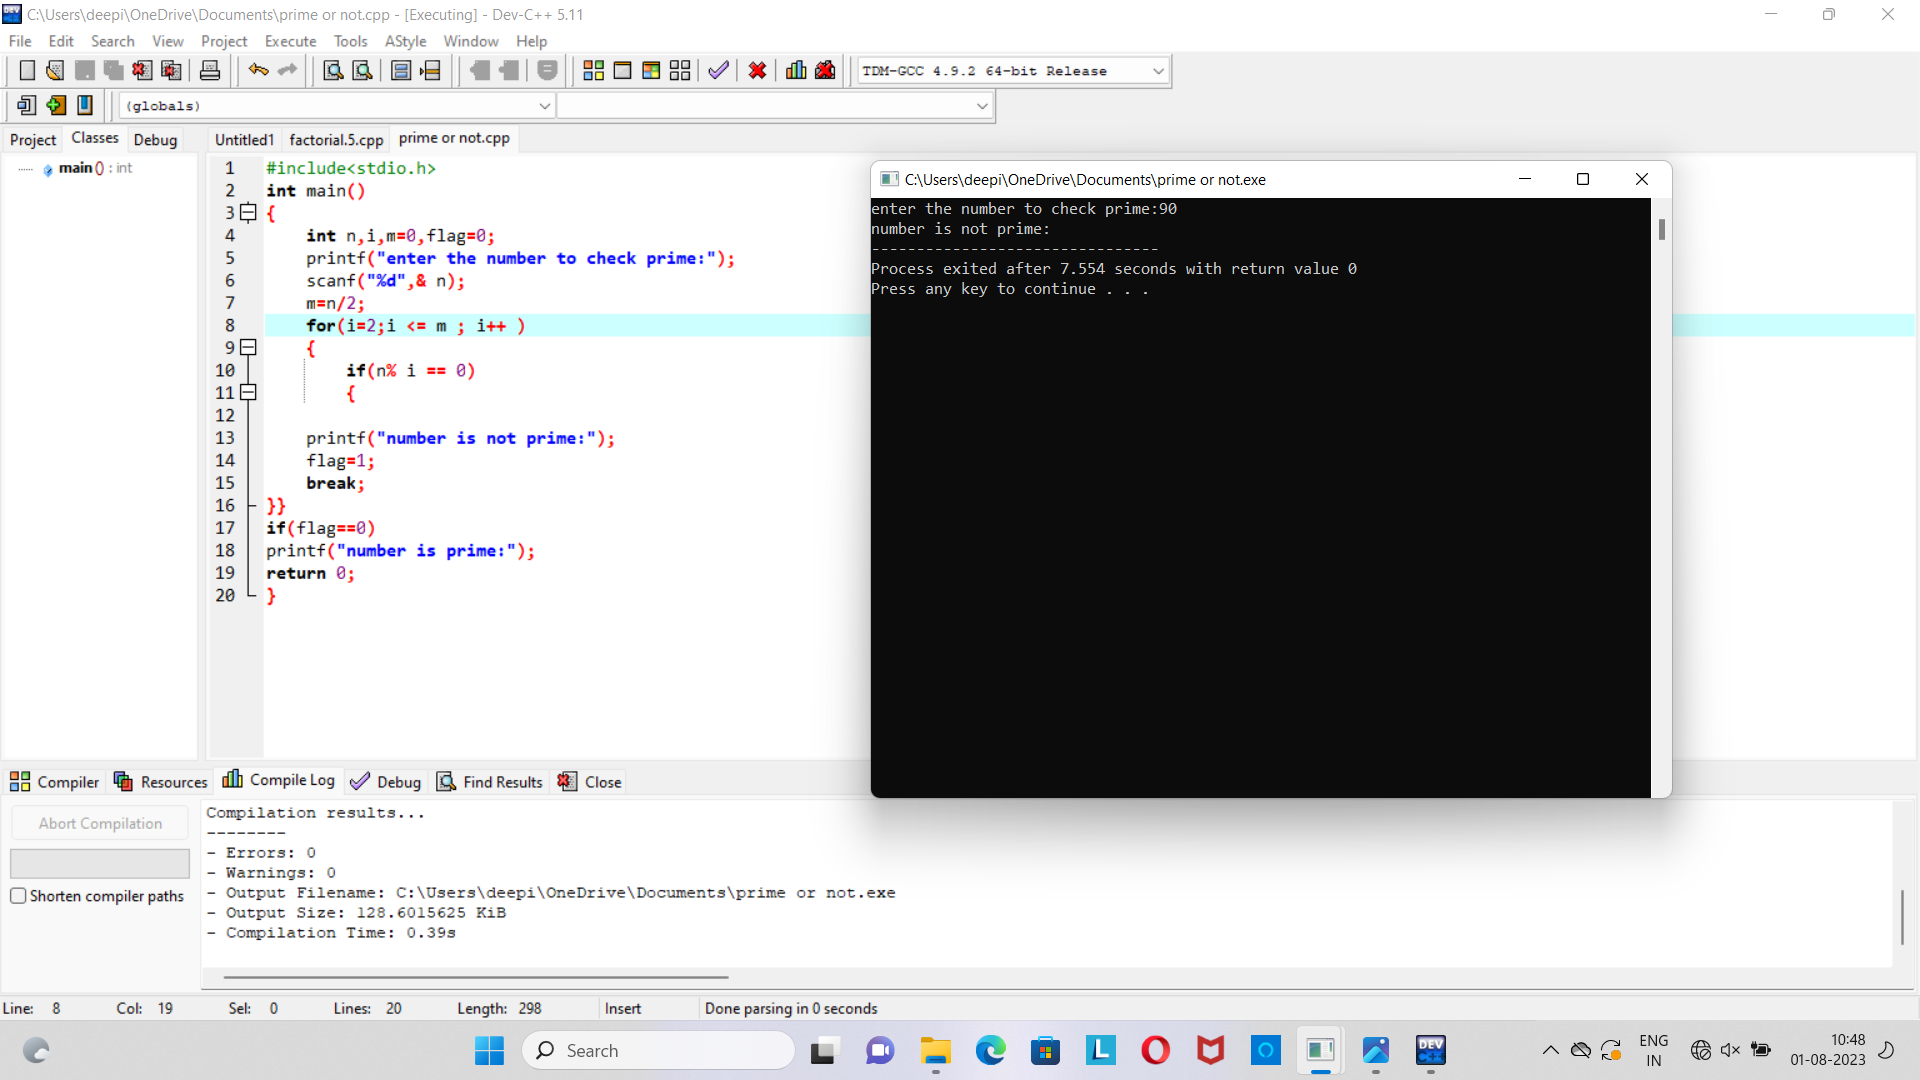 C:\Users\deepi\OneDrive\Documents\prime or not.cpp - [Executing] - Dev-C++ 5.11
File Edit Search View Project Execute Tools AStyle Window Help
TDM-GCC 4.9.2 64-bit Release
(globals)
Project Classes Debug
Untitled1 factorial.5.cpp prime or not.cpp
main() : int
1 #include<stdio.h>
2 int main()
3 {
4 int n,i,m=0,flag=0;
5 printf("enter the number to check prime:");
6 scanf("%d",& n);
7 m=n/2;
8 for(i=2;i <= m ; i++ )
9 {
10 if(n% i == 0)
11 {
12
13 printf("number is not prime:");
14 flag=1;
15 break;
16 }}
17 if(flag==0)
18 printf("number is prime:");
19 return 0;
20 }
C:\Users\deepi\OneDrive\Documents\prime or not.exe
enter the number to check prime:90
number is not prime:
--------------------------------
Process exited after 7.554 seconds with return value 0
Press any key to continue . . .
Compiler Resources Compile Log Debug Find Results Close
Abort Compilation
Shorten compiler paths
Compilation results...
--------
- Errors: 0
- Warnings: 0
- Output Filename: C:\Users\deepi\OneDrive\Documents\prime or not.exe
- Output Size: 128.6015625 KiB
- Compilation Time: 0.39s
Line: 8 Col: 19 Sel: 0 Lines: 20 Length: 298 Insert Done parsing in 0 seconds
Search
L
DEV
C++
ENG
IN
10:48
01-08-2023